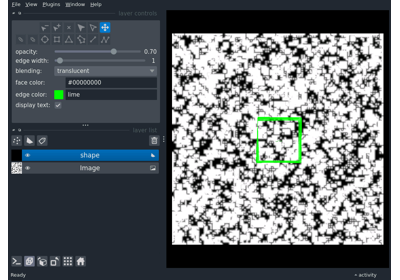 File View Plugins Window Help
layer controls
opacity: 0.70
edge width: 1
blending: translucent
face color: #00000000
edge color: lime
display text:
layer list
shape
Image
Ready
activity